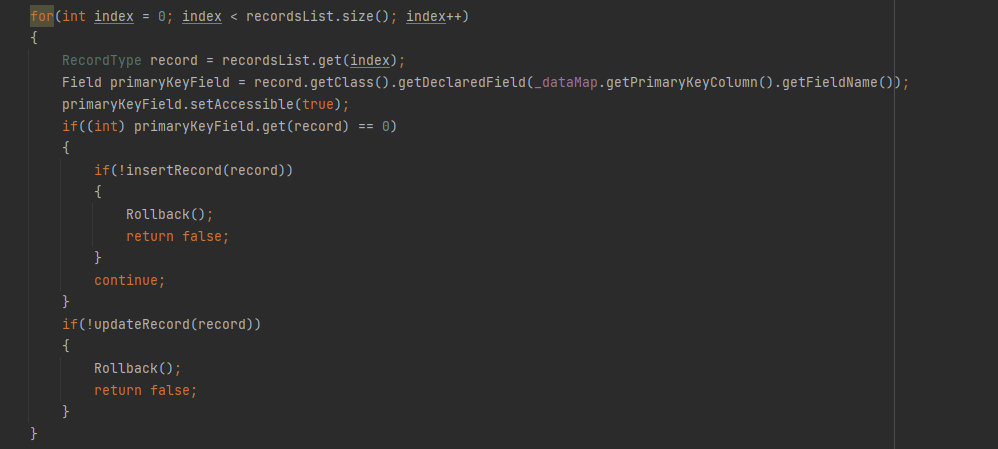 for(int index = 0; index < recordsList.size(); index++)
{
RecordType record = recordsList.get(index);
Field primaryKeyField = record.getClass().getDeclaredField(_dataMap.getPrimaryKeyColumn().getFieldName());
primaryKeyField.setAccessible(true);
if((int) primaryKeyField.get(record) == 0)
{
if(!insertRecord(record))
{
Rollback();
return false;
}
continue;
}
if(!updateRecord(record))
{
Rollback();
return false;
}
}